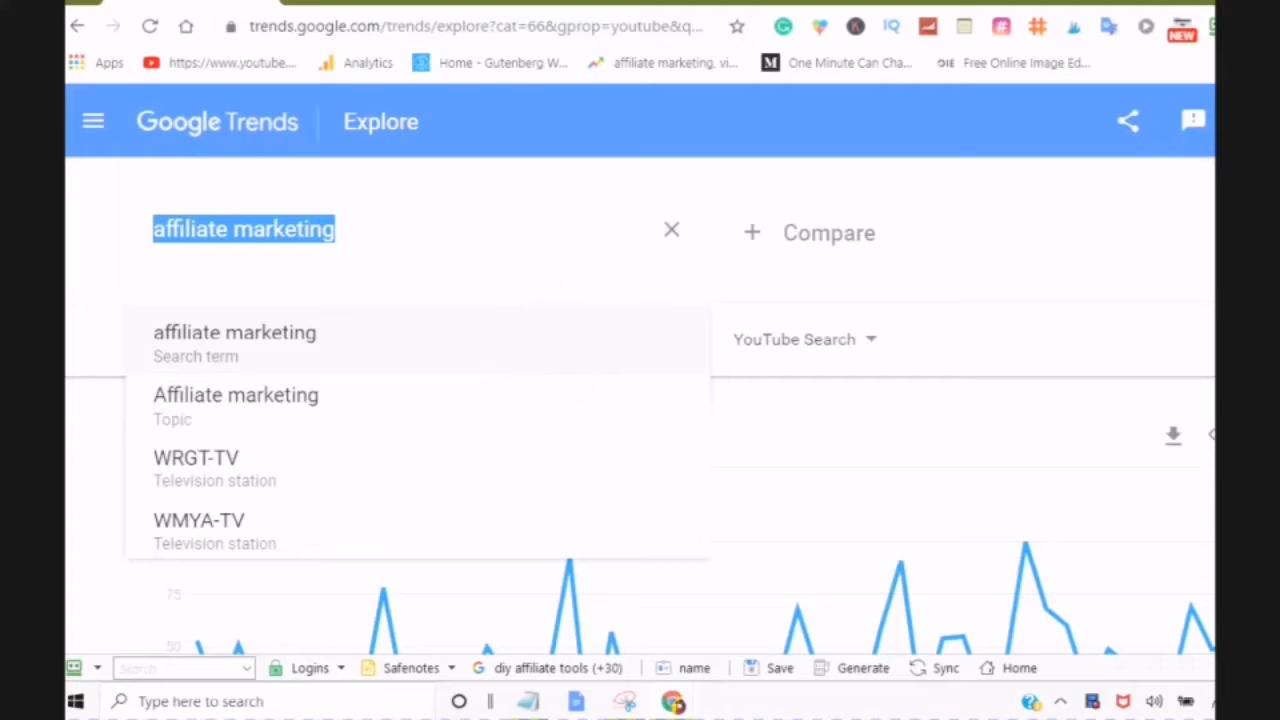 trends.google.com/trends/explore?cat=66&gprop=youtube&q...
NEW
Apps https://www.youtube.... Analytics Home - Gutenberg W... affiliate marketing, vi... M One Minute Can Cha... OIE Free Online Image Ed...
Google Trends Explore
affiliate marketing
Compare
affiliate marketing
Search term
YouTube Search
Affiliate marketing
Topic
WRGT-TV
Television station
WMYA-TV
Television station
75
50
Search Logins Safenotes G diy affiliate tools (+30) name Save Generate Sync Home
Type here to search